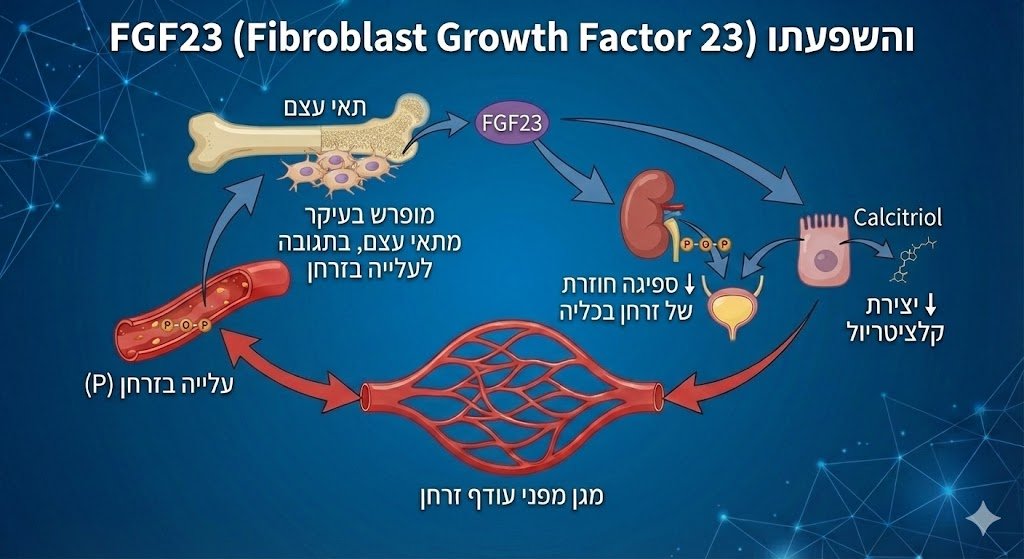 FGF23 (Fibroblast Growth Factor 23) והשפעתו
תאי עצם
FGF23
מופרש בעיקר
מתאי עצם, בתגובה
לעלייה בזרחן
P-O-P
Calcitriol
↓ ספיגה חוזרת
של זרחן בכליה
↓ יצירת
קלציטריול
P-O-P
עלייה בזרחן (P)
מגן מפני עודף זרחן